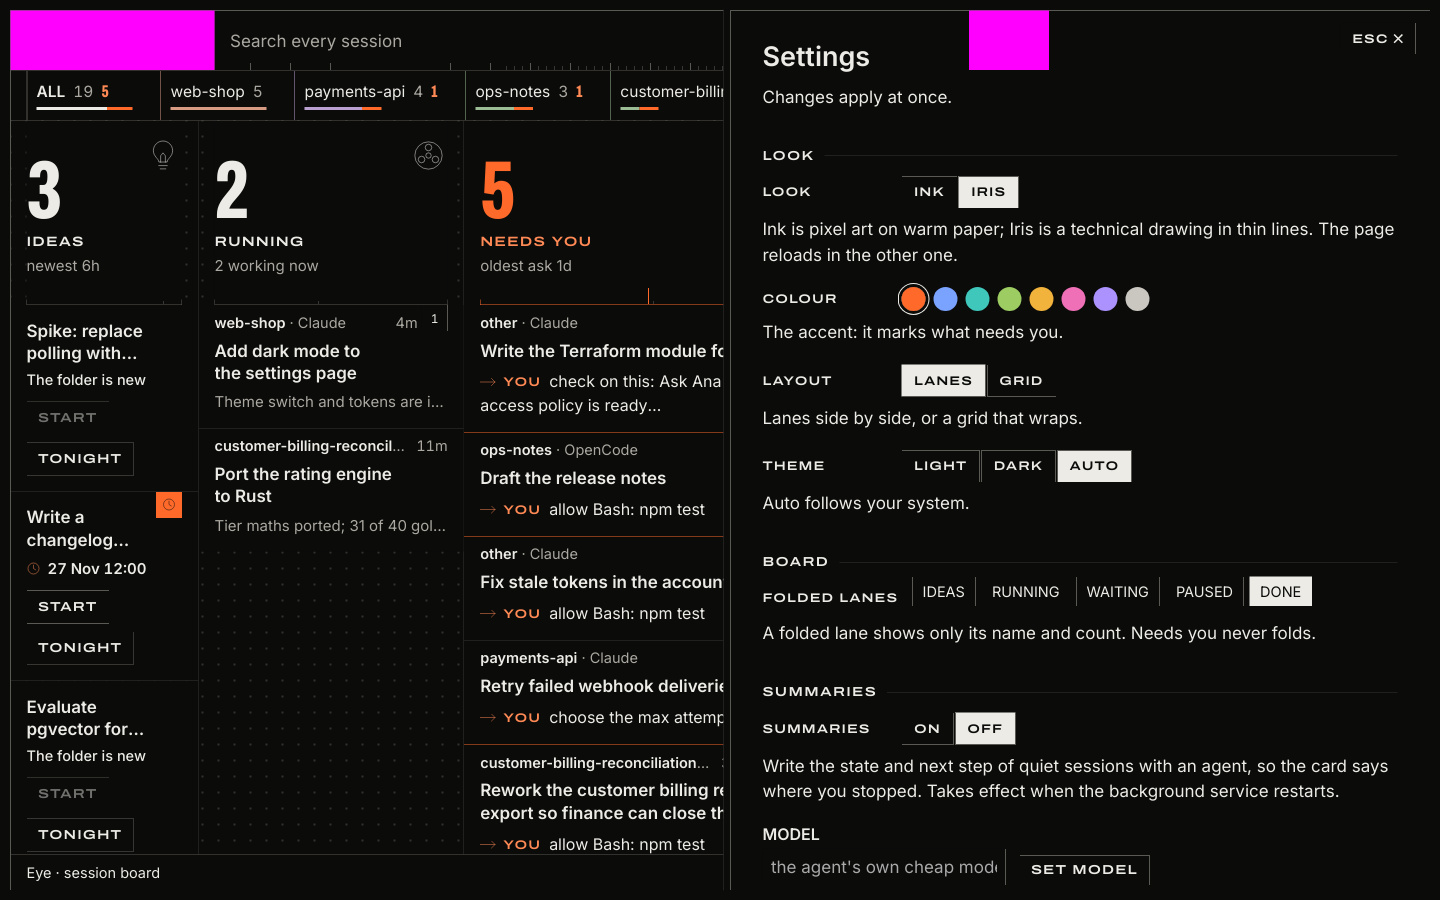 Search every session
ALL 19 5
web-shop 5
payments-api 4 1
ops-notes 3 1
customer-billin
3
IDEAS
newest 6h
Spike: replace
polling with...
The folder is new
START
TONIGHT
Write a
changelog...
27 Nov 12:00
START
TONIGHT
Evaluate
pgvector for...
The folder is new
START
TONIGHT
2
RUNNING
2 working now
web-shop · Claude 4m 1
Add dark mode to
the settings page
Theme switch and tokens are i...
customer-billing-reconcil... 11m
Port the rating engine
to Rust
Tier maths ported; 31 of 40 gol...
5
NEEDS YOU
oldest ask 1d
other · Claude
Write the Terraform module fo
→ YOU check on this: Ask Ana
access policy is ready...
ops-notes · OpenCode
Draft the release notes
→ YOU allow Bash: npm test
other · Claude
Fix stale tokens in the accoun
→ YOU allow Bash: npm test
payments-api · Claude
Retry failed webhook deliverie
→ YOU choose the max attemp
customer-billing-reconciliation...
Rework the customer billing re
export so finance can close th
→ YOU allow Bash: npm test
Eye · session board
Settings
ESC ×
Changes apply at once.
LOOK
LOOK INK IRIS
Ink is pixel art on warm paper; Iris is a technical drawing in thin lines. The page
reloads in the other one.
COLOUR
The accent: it marks what needs you.
LAYOUT LANES GRID
Lanes side by side, or a grid that wraps.
THEME LIGHT DARK AUTO
Auto follows your system.
BOARD
FOLDED LANES IDEAS RUNNING WAITING PAUSED DONE
A folded lane shows only its name and count. Needs you never folds.
SUMMARIES
SUMMARIES ON OFF
Write the state and next step of quiet sessions with an agent, so the card says
where you stopped. Takes effect when the background service restarts.
MODEL
the agent's own cheap mode SET MODEL